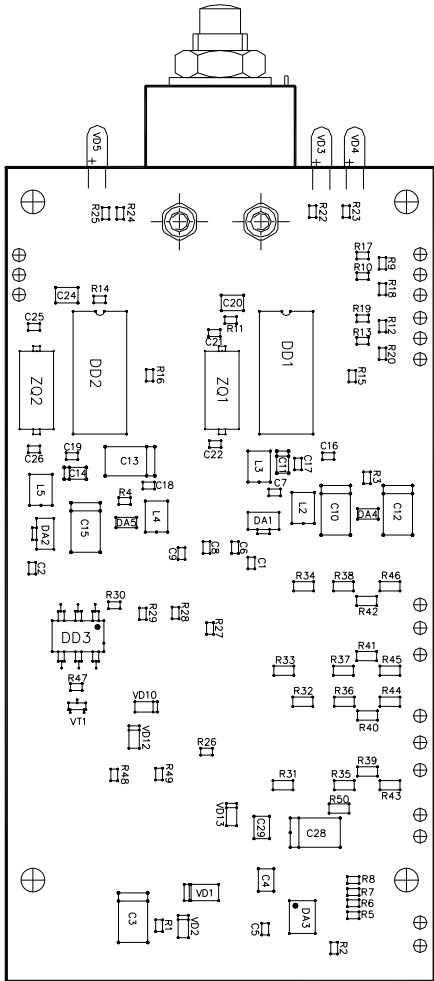 VD5
VD3
VD4
R25
R24
R22
R23
R17
R9
R10
R18
C24
R14
C20
R19
R12
C25
R11
C21
R13
R20
ZQ2
DD2
R16
ZQ1
DD1
R15
C26
C19
C22
C16
C13
L3
C11
C17
C14
R3
L5
C18
C7
R4
L4
L2
C10
C12
C15
DA5
DA1
DA4
DA2
C9
C8
C6
C1
C2
R34
R38
R46
R30
R42
R29
R28
R27
DD3
R41
R33
R37
R45
R47
VD10
R32
R36
R44
VT1
R40
VD12
R26
R39
R48
R49
R31
R35
R43
VD13
R50
C29
C28
C4
R8
R7
R6
R5
VD1
C3
R1
VD2
C5
DA3
R2